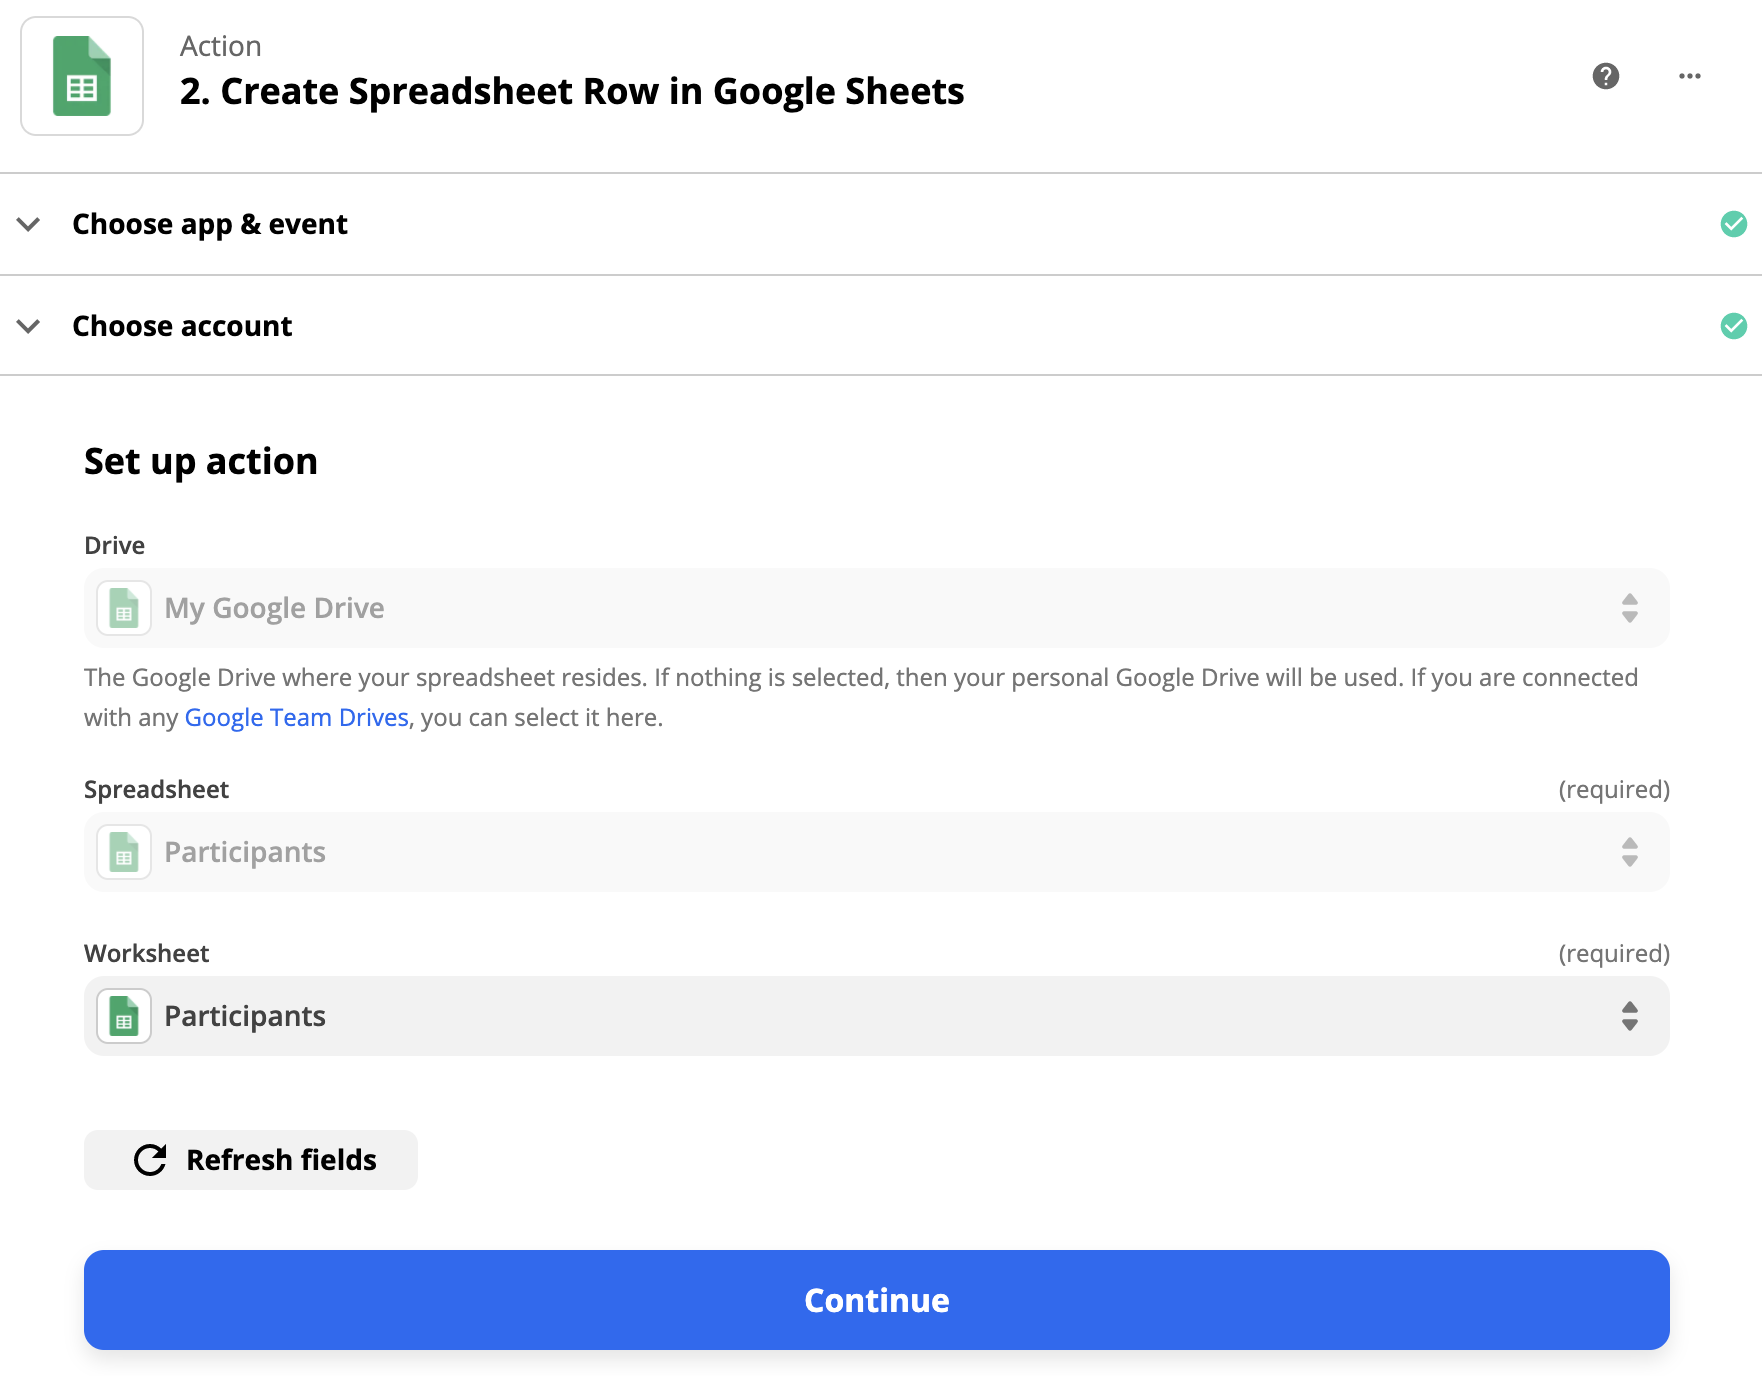 Action
2. Create Spreadsheet Row in Google Sheets
Choose app & event
Choose account
Set up action
Drive
My Google Drive
The Google Drive where your spreadsheet resides. If nothing is selected, then your personal Google Drive will be used. If you are connected
with any Google Team Drives, you can select it here.
Spreadsheet (required)
Participants
Worksheet (required)
Participants
Refresh fields
Continue